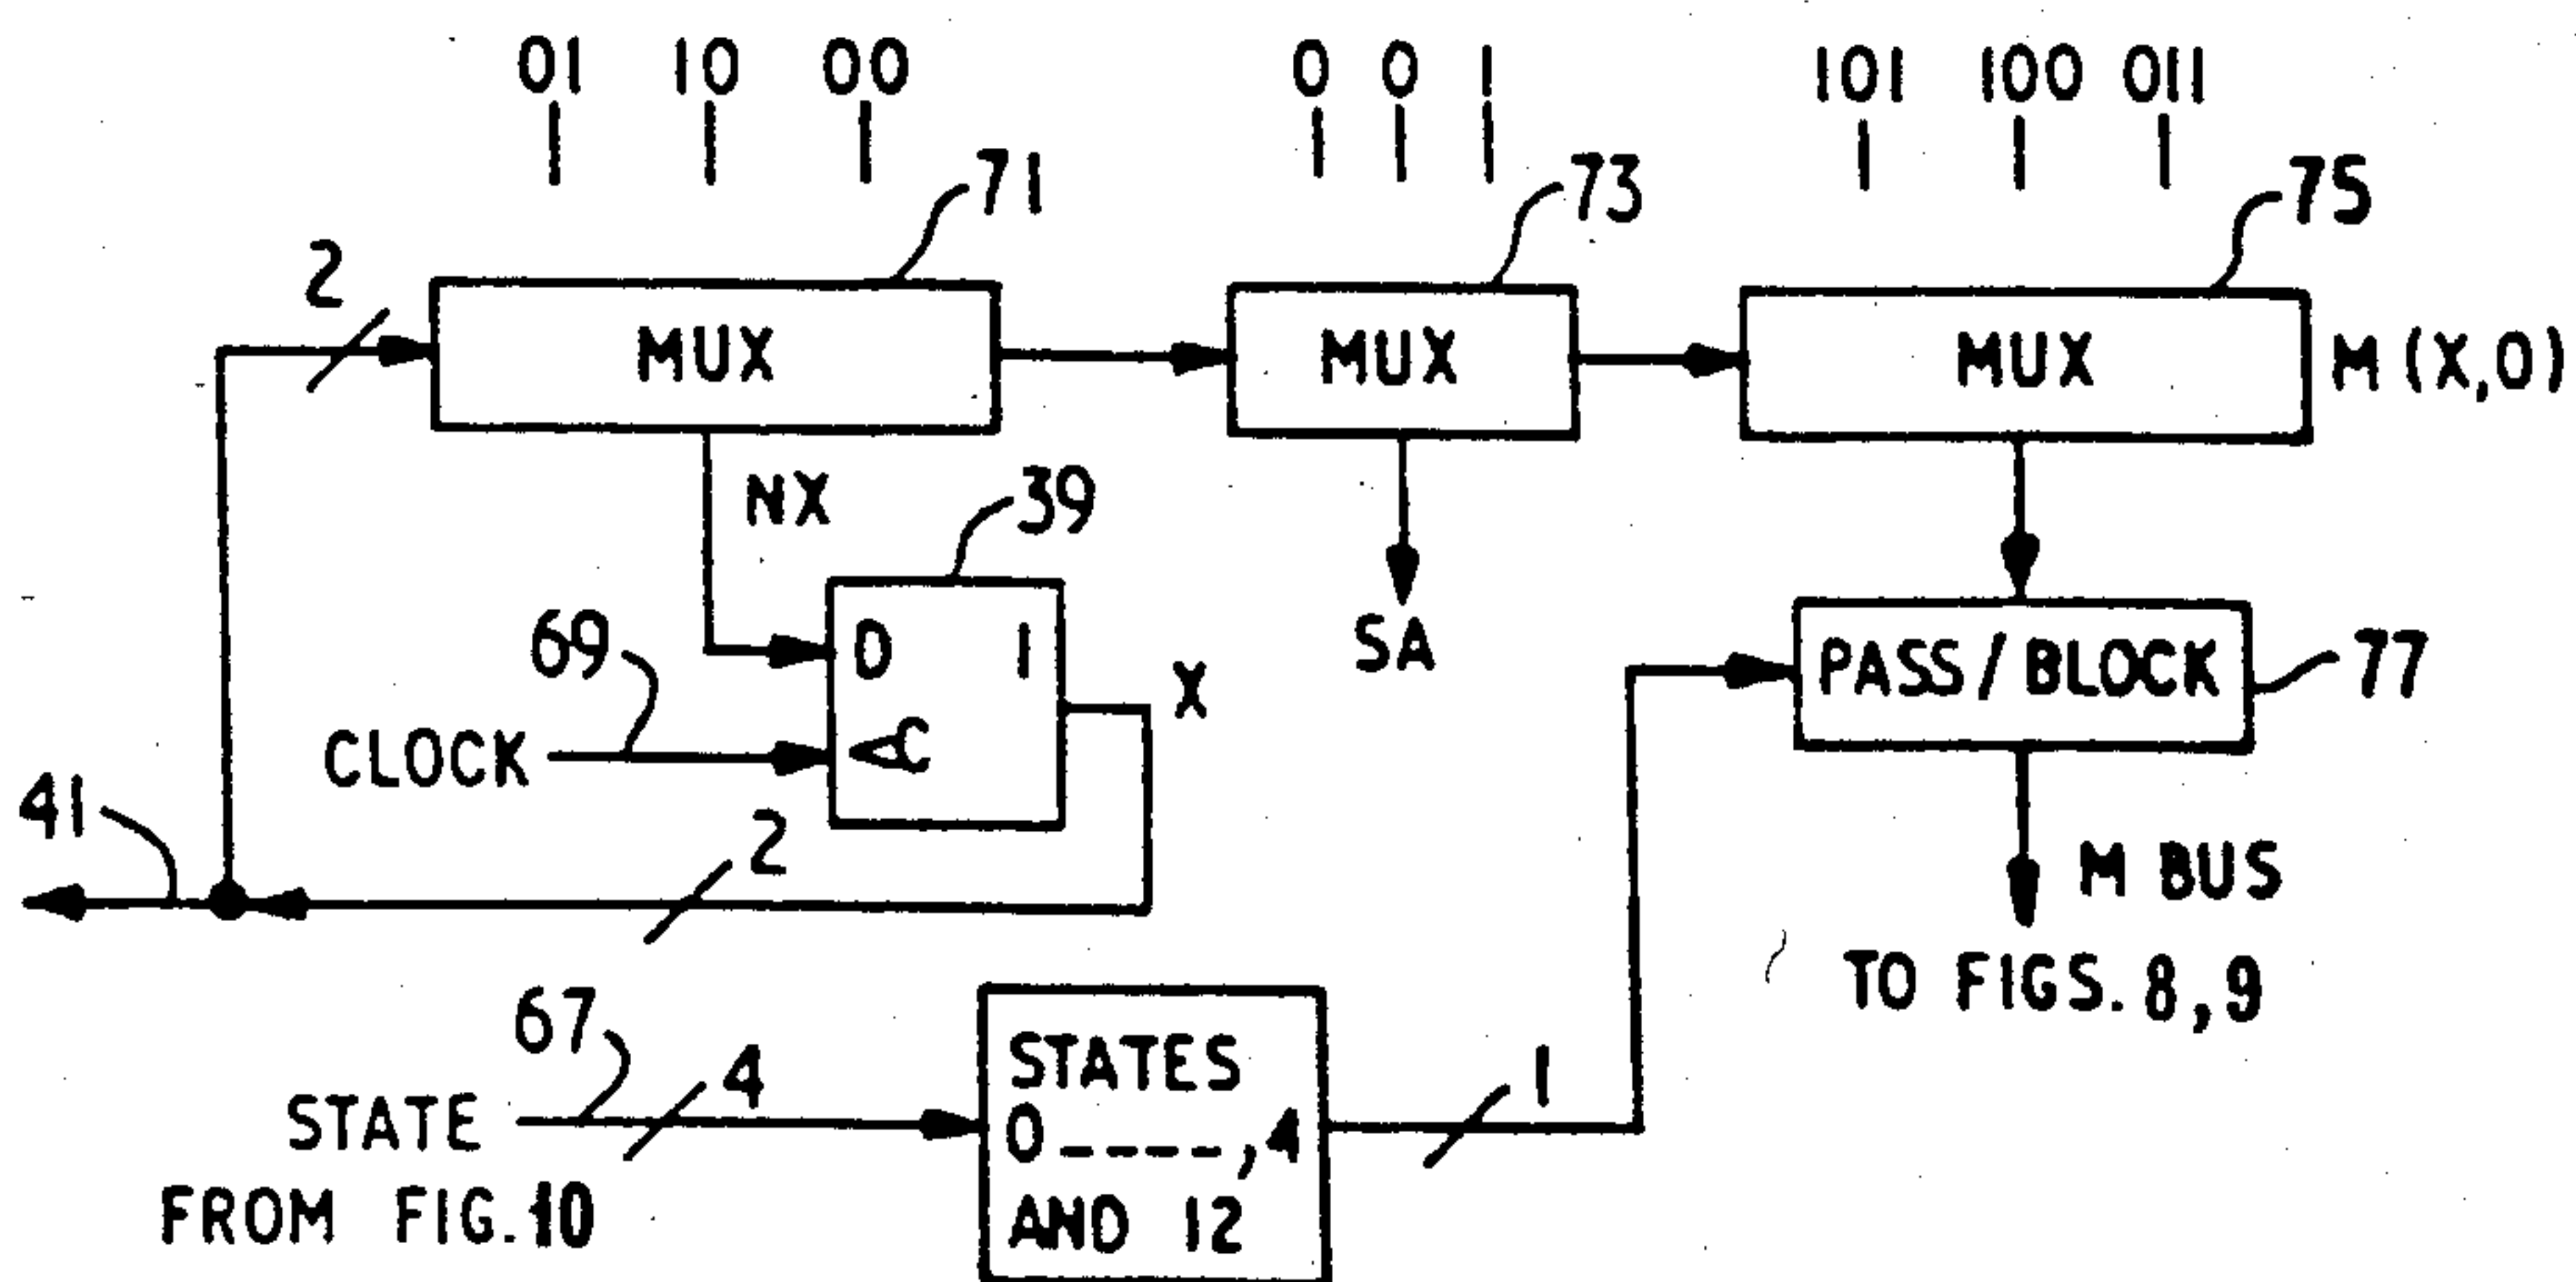 01 10 00
0 0 1
101 100 011
71
73
75
2
MUX
MUX
MUX
M (X,0)
NX
39
D 1
C
69
CLOCK
X
SA
PASS / BLOCK
77
41
2
M BUS
TO FIGS. 8,9
67
4
STATE
FROM FIG. 10
STATES
0 _ _ _ _ , 4
AND 12
1